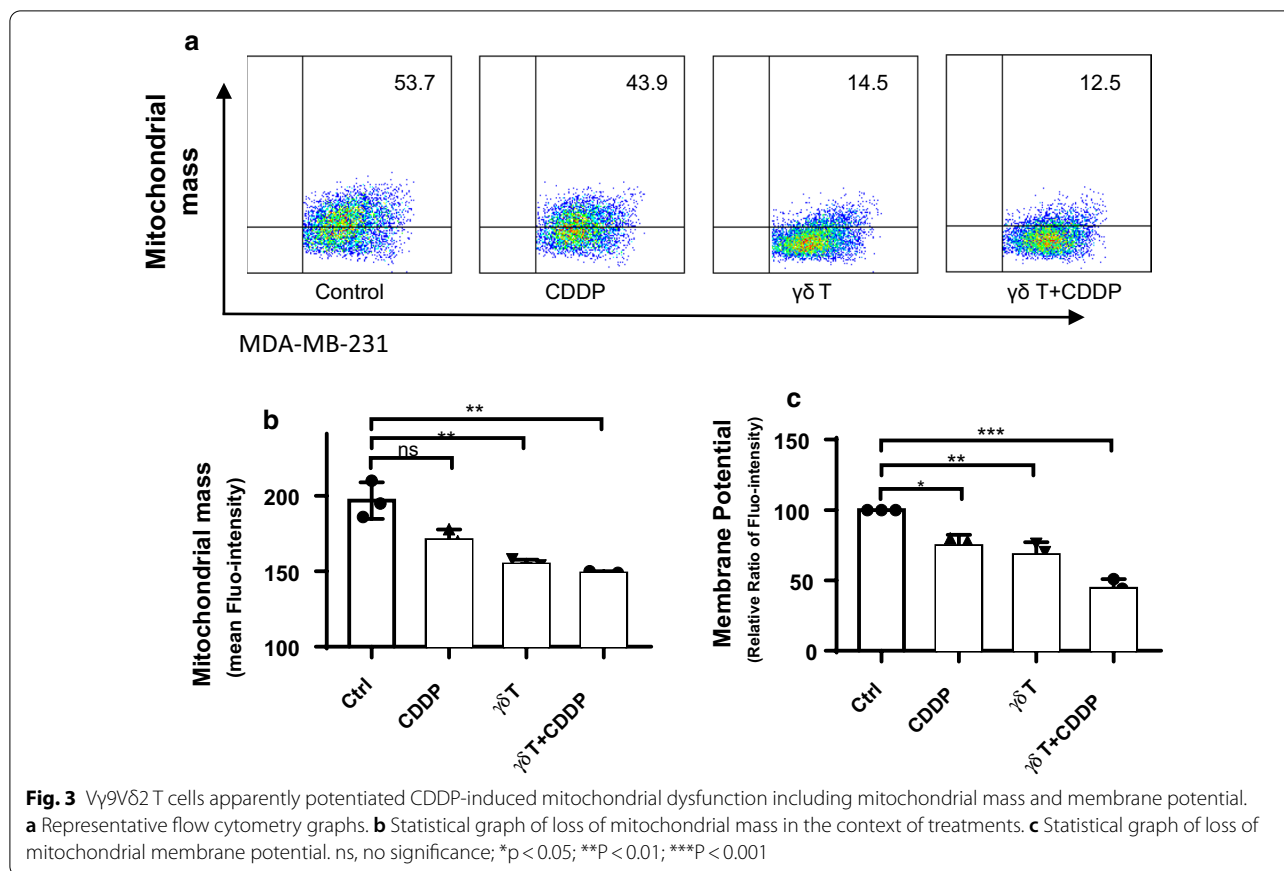 a
53.7
43.9
14.5
12.5
Mitochondrial
mass
Control
CDDP
γδ T
γδ T+CDDP
MDA-MB-231
b
**
**
ns
Mitochondrial mass
(mean Fluo-intensity)
200
150
100
Ctrl
CDDP
γδT
γδT+CDDP
c
***
**
*
Membrane Potential
(Relative Ratio of Fluo-intensity)
150
100
50
0
Ctrl
CDDP
γδT
γδT+CDDP
Fig. 3 Vγ9Vδ2 T cells apparently potentiated CDDP-induced mitochondrial dysfunction including mitochondrial mass and membrane potential.
a Representative flow cytometry graphs. b Statistical graph of loss of mitochondrial mass in the context of treatments. c Statistical graph of loss of
mitochondrial membrane potential. ns, no significance; *p < 0.05; **P < 0.01; ***P < 0.001